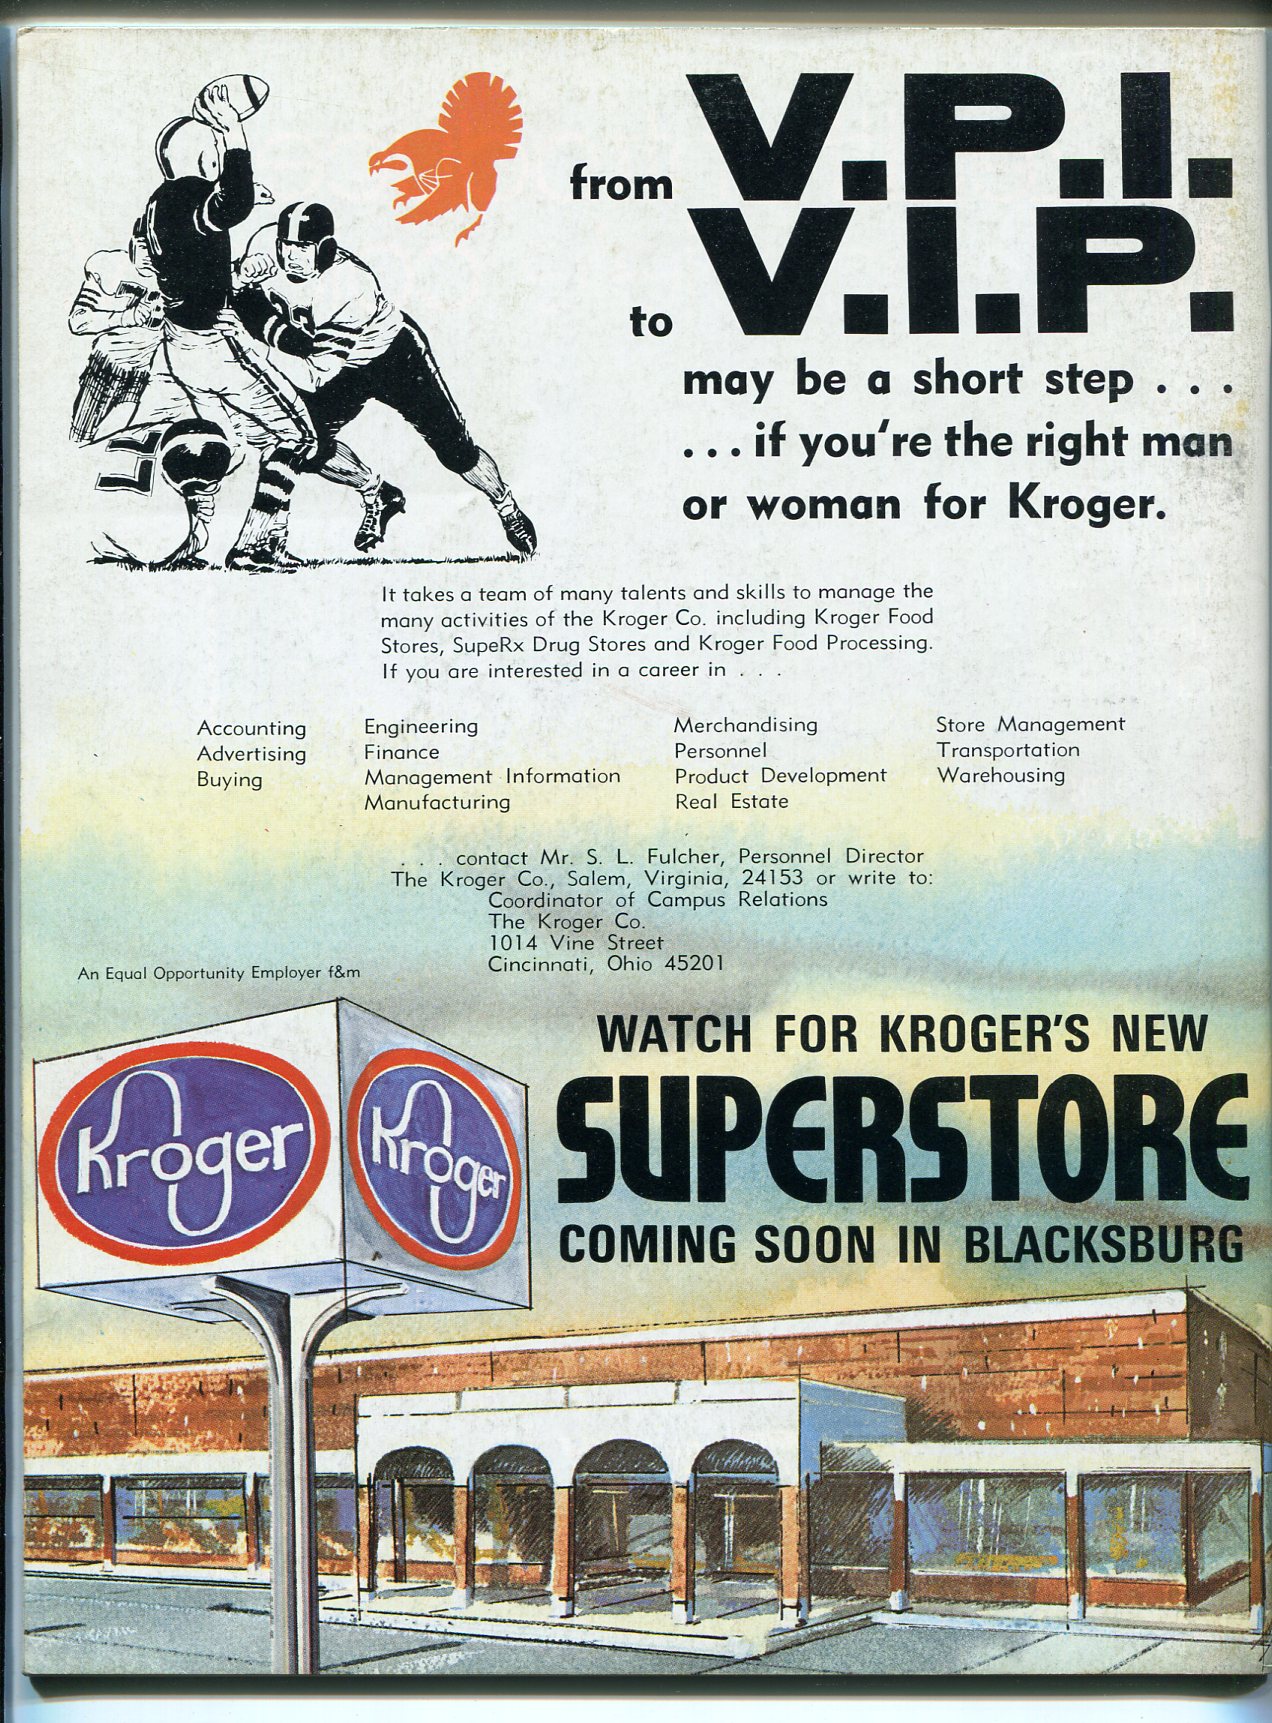 from V.P.I.
to V.I.P.
may be a short step . . .
. . . if you're the right man
or woman for Kroger.
It takes a team of many talents and skills to manage the
many activities of the Kroger Co. including Kroger Food
Stores, SupeRx Drug Stores and Kroger Food Processing.
If you are interested in a career in . . .
Accounting
Advertising
Buying
Engineering
Finance
Management Information
Manufacturing
Merchandising
Personnel
Product Development
Real Estate
Store Management
Transportation
Warehousing
. . . contact Mr. S. L. Fulcher, Personnel Director
The Kroger Co., Salem, Virginia, 24153 or write to:
Coordinator of Campus Relations
The Kroger Co.
1014 Vine Street
Cincinnati, Ohio 45201
An Equal Opportunity Employer f&m
WATCH FOR KROGER'S NEW
SUPERSTORE
COMING SOON IN BLACKSBURG
Kroger
Kroger